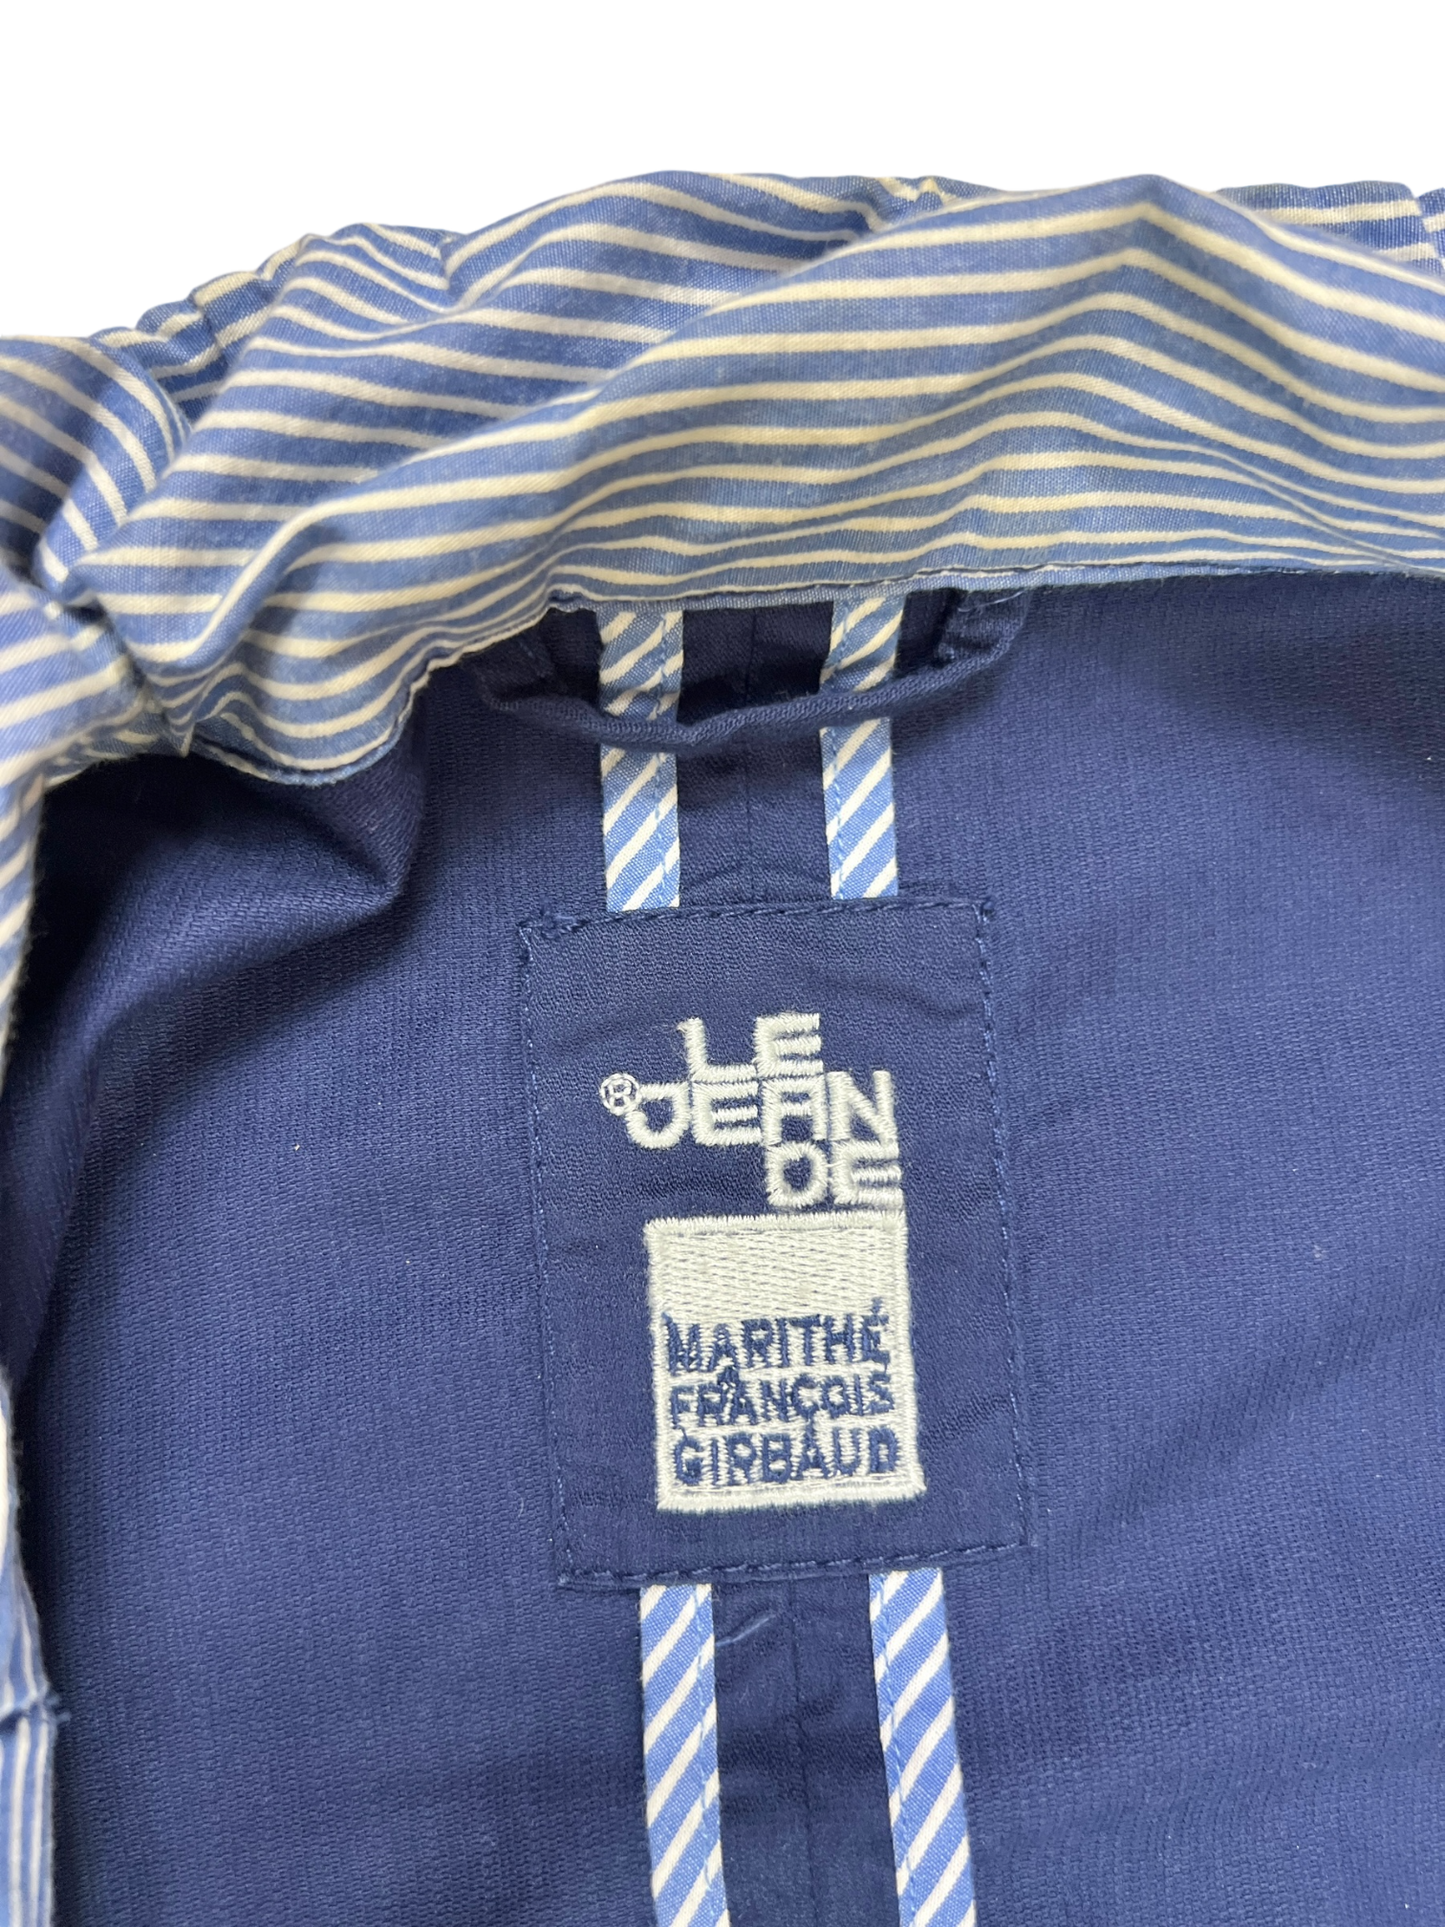 LE
®JEAN
DE
MARITHÉ
FRANÇOIS
GIRBAUD